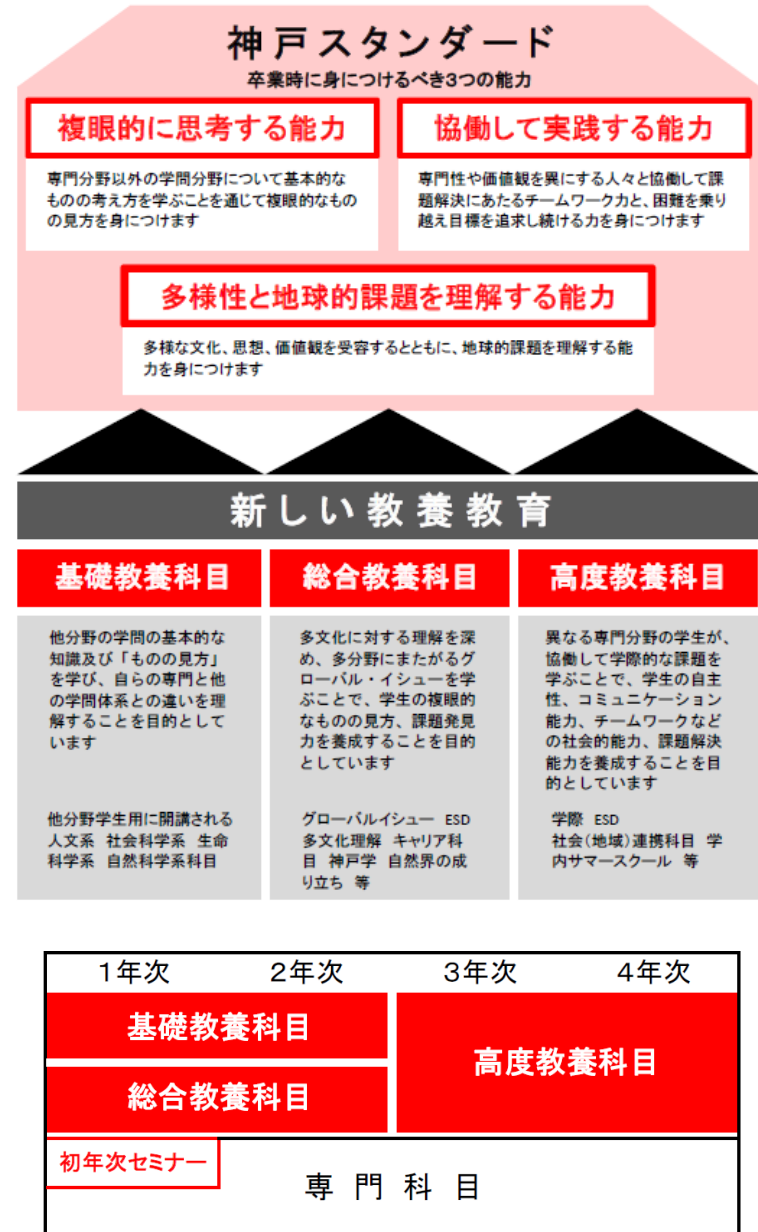 神戸スタンダード
卒業時に身につけるべき3つの能力
複眼的に思考する能力
専門分野以外の学問分野について基本的な
ものの考え方を学ぶことを通じて複眼的なもの
の見方を身につけます
協働して実践する能力
専門性や価値観を異にする人々と協働して課
題解決にあたるチームワーク力と、困難を乗り
越え目標を追求し続ける力を身につけます
多様性と地球的課題を理解する能力
多様な文化、思想、価値観を受容するとともに、地球的課題を理解する能
力を身につけます
新しい教養教育
基礎教養科目
他分野の学問の基本的な
知識及び「ものの見方」
を学び、自らの専門と他
の学問体系との違いを理
解することを目的として
います
他分野学生用に開講される
人文系 社会科学系 生命
科学系 自然科学系科目
総合教養科目
多文化に対する理解を深
め、多分野にまたがるグ
ローバル・イシューを学
ぶことで、学生の複眼的
なものの見方、課題発見
力を養成することを目的
としています
グローバルイシュー ESD
多文化理解 キャリア科
目 神戸学 自然界の成
り立ち 等
高度教養科目
異なる専門分野の学生が、
協働して学際的な課題を
学ぶことで、学生の自主
性、コミュニケーション
能力、チームワークなど
の社会的能力、課題解決
能力を養成することを目
的としています
学際 ESD
社会(地域)連携科目 学
内サマースクール 等
1年次 2年次 3年次 4年次
基礎教養科目
総合教養科目
高度教養科目
初年次セミナー
専門科目